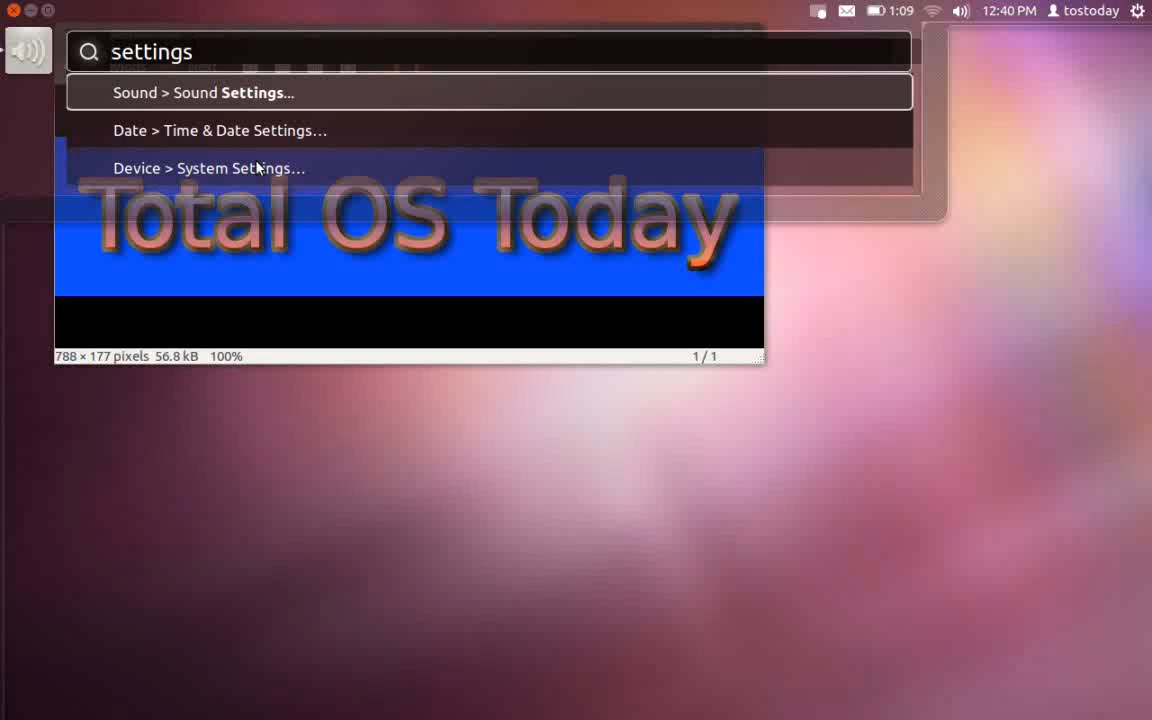 1:09 12:40 PM tostoday
settings
Sound > Sound Settings...
Date > Time & Date Settings...
Device > System Settings...
Total OS Today
788 × 177 pixels 56.8 kB 100% 1 / 1